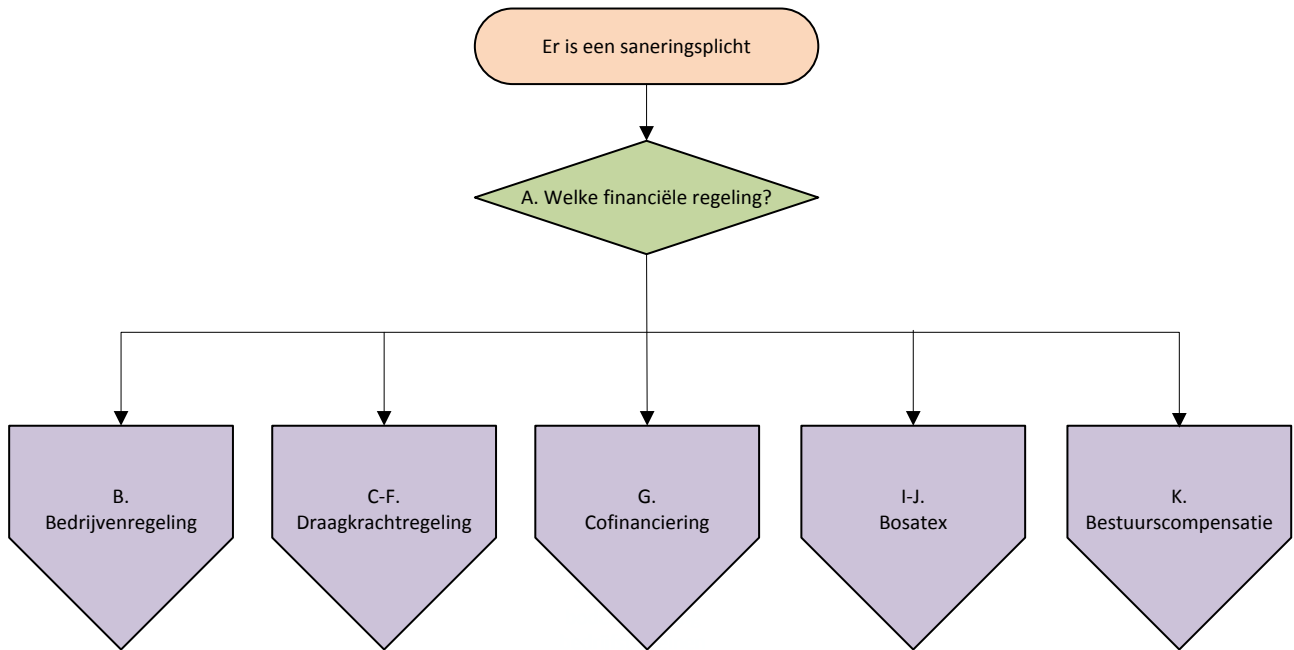 Er is een saneringsplicht
A. Welke financiële regeling?
B.
Bedrijvenregeling
C-F.
Draagkrachtregeling
G.
Cofinanciering
I-J.
Bosatex
K.
Bestuurscompensatie